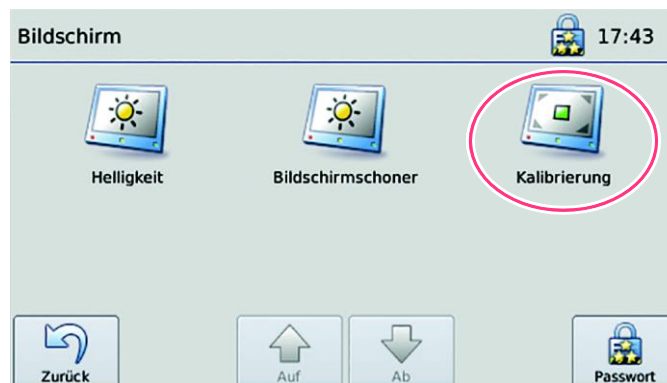 Bildschirm 17:43
Helligkeit Bildschirmschoner Kalibrierung
Zurück Auf Ab Passwort